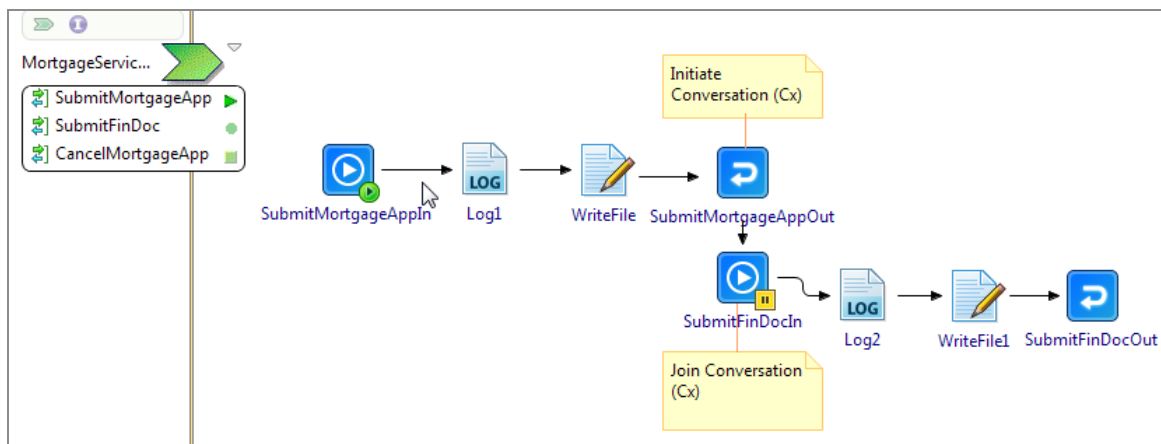 MortgageServic...
SubmitMortgageApp
SubmitFinDoc
CancelMortgageApp
Initiate
Conversation (Cx)
LOG
SubmitMortgageAppIn
Log1
WriteFile
SubmitMortgageAppOut
SubmitFinDocIn
LOG
Log2
WriteFile1
SubmitFinDocOut
Join Conversation
(Cx)